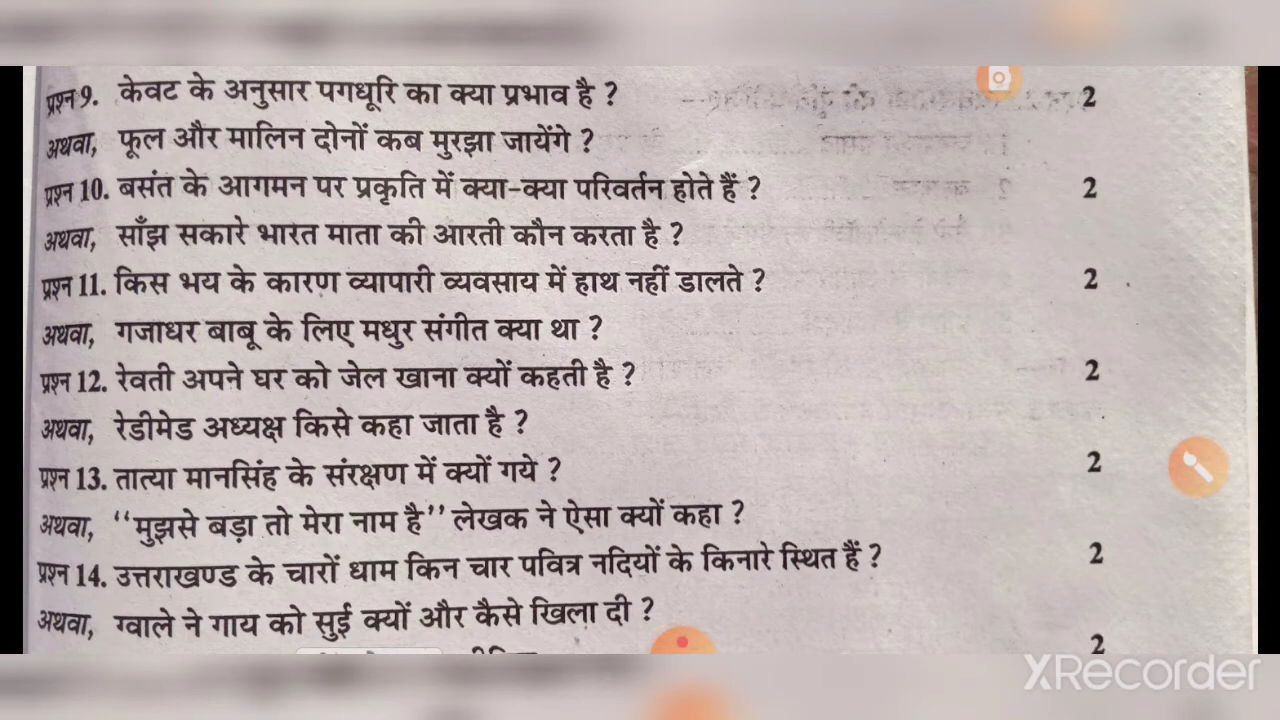 प्रश्न 9. केवट के अनुसार पगधूरि का क्या प्रभाव है ? 2
अथवा, फूल और मालिन दोनों कब मुरझा जायेंगे ?
प्रश्न 10. बसंत के आगमन पर प्रकृति में क्या-क्या परिवर्तन होते हैं ? 2
अथवा, साँझ सकारे भारत माता की आरती कौन करता है ?
प्रश्न 11. किस भय के कारण व्यापारी व्यवसाय में हाथ नहीं डालते ? 2
अथवा, गजाधर बाबू के लिए मधुर संगीत क्या था ?
प्रश्न 12. रेवती अपने घर को जेल खाना क्यों कहती है ? 2
अथवा, रेडीमेड अध्यक्ष किसे कहा जाता है ?
प्रश्न 13. तात्या मानसिंह के संरक्षण में क्यों गये ? 2
अथवा, ‘‘मुझसे बड़ा तो मेरा नाम है’’ लेखक ने ऐसा क्यों कहा ?
प्रश्न 14. उत्तराखण्ड के चारों धाम किन चार पवित्र नदियों के किनारे स्थित हैं ? 2
अथवा, ग्वाले ने गाय को सुई क्यों और कैसे खिला दी ?
2
XRecorder